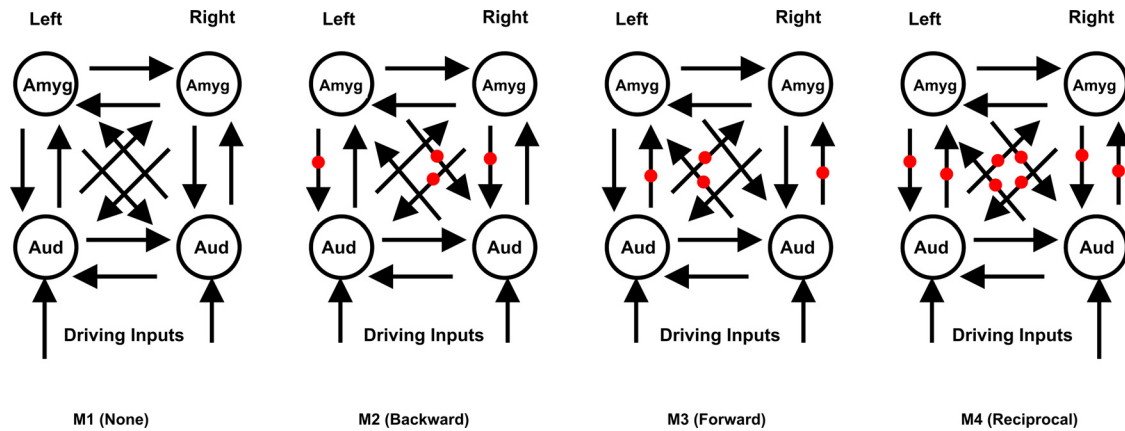 Left Right Left Right Left Right Left Right
Amyg Amyg Amyg Amyg Amyg Amyg Amyg Amyg
Aud Aud Aud Aud Aud Aud Aud Aud
Driving Inputs Driving Inputs Driving Inputs Driving Inputs
M1 (None) M2 (Backward) M3 (Forward) M4 (Reciprocal)